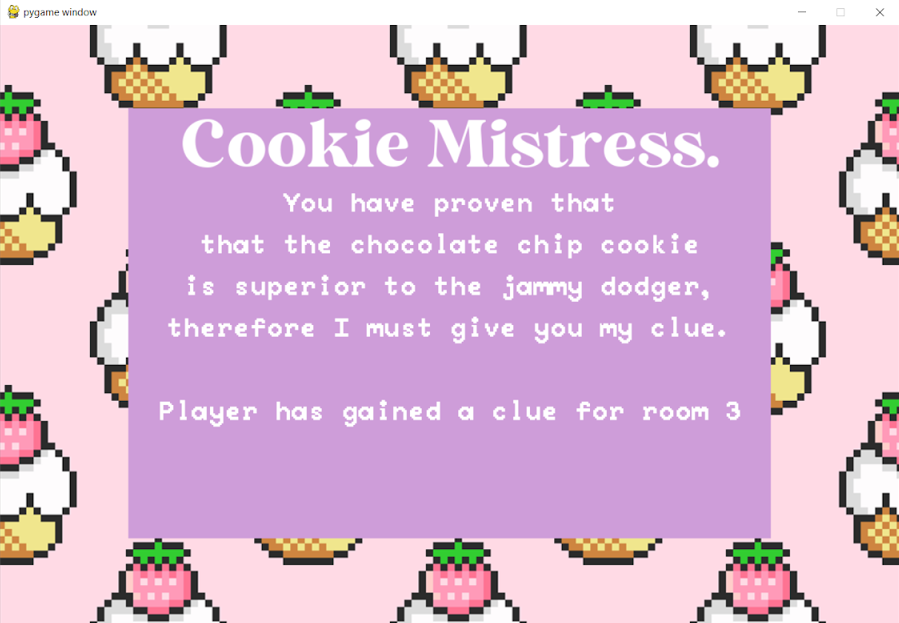 pygame window
Cookie Mistress.
You have proven that
that the chocolate chip cookie
is superior to the jammy dodger,
therefore I must give you my clue.
Player has gained a clue for room 3